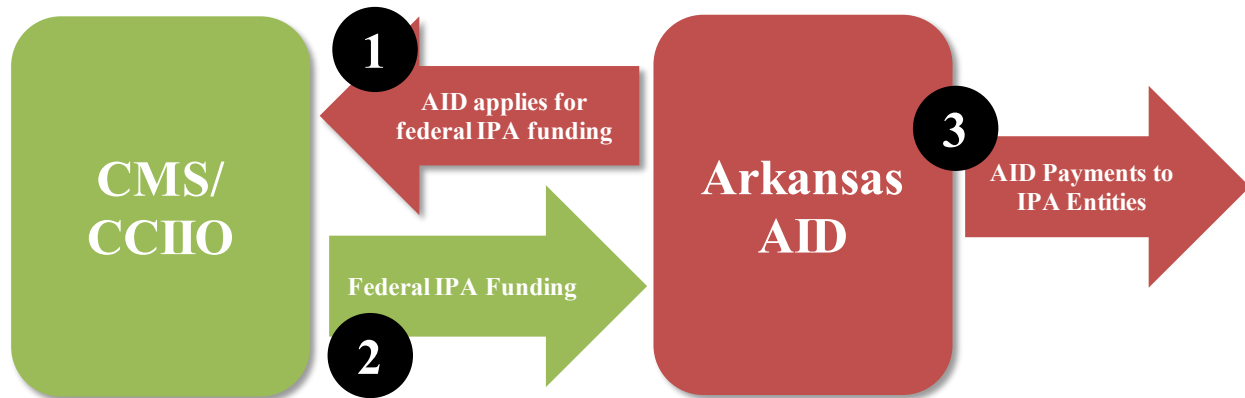 1
AID applies for
federal IPA funding
CMS/
CCIIO
Federal IPA Funding
2
Arkansas
AID
3
AID Payments to
IPA Entities